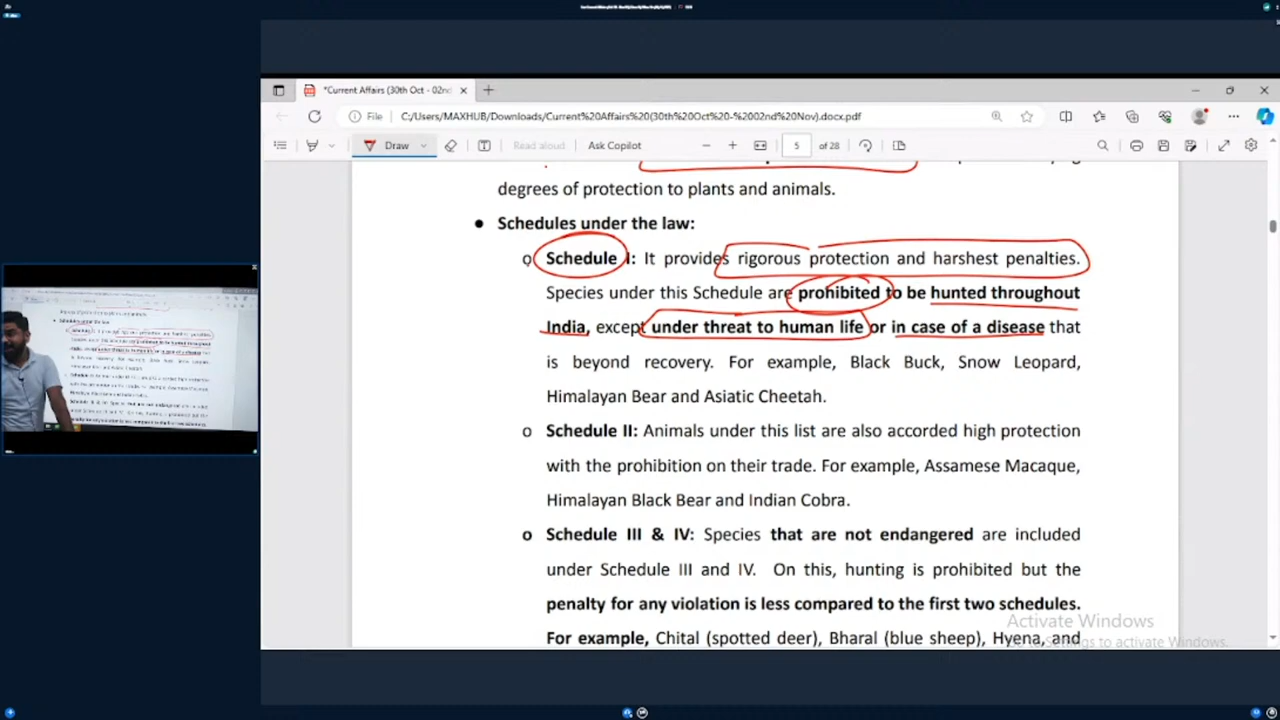 *Current Affairs (30th Oct - 02nd
File
C:/Users/MAXHUB/Downloads/Current%20Affairs%20(30th%20Oct%20-%2002nd%20Nov).docx.pdf
Draw
Read aloud
Ask Copilot
5 of 28
degrees of protection to plants and animals.
● Schedules under the law:
o Schedule I: It provides rigorous protection and harshest penalties.
Species under this Schedule are prohibited to be hunted throughout
India, except under threat to human life or in case of a disease that
is beyond recovery. For example, Black Buck, Snow Leopard,
Himalayan Bear and Asiatic Cheetah.
o Schedule II: Animals under this list are also accorded high protection
with the prohibition on their trade. For example, Assamese Macaque,
Himalayan Black Bear and Indian Cobra.
o Schedule III & IV: Species that are not endangered are included
under Schedule III and IV. On this, hunting is prohibited but the
penalty for any violation is less compared to the first two schedules.
For example, Chital (spotted deer), Bharal (blue sheep), Hyena, and
Activate Windows
Go to Settings to activate Windows.